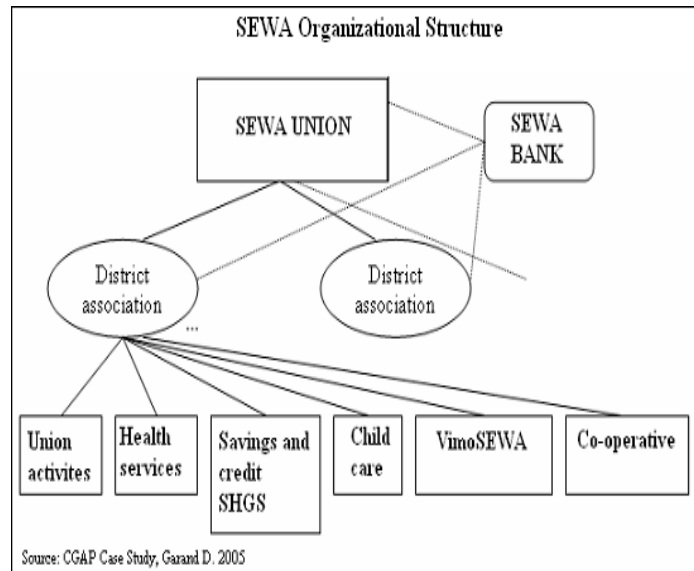 SEWA Organizational Structure
SEWA UNION
SEWA
BANK
District
association
...
District
association
Union
activites
Health
services
Savings and
credit
SHGS
Child
care
VimoSEWA
Co-operative
Source: CGAP Case Study, Garand D. 2005